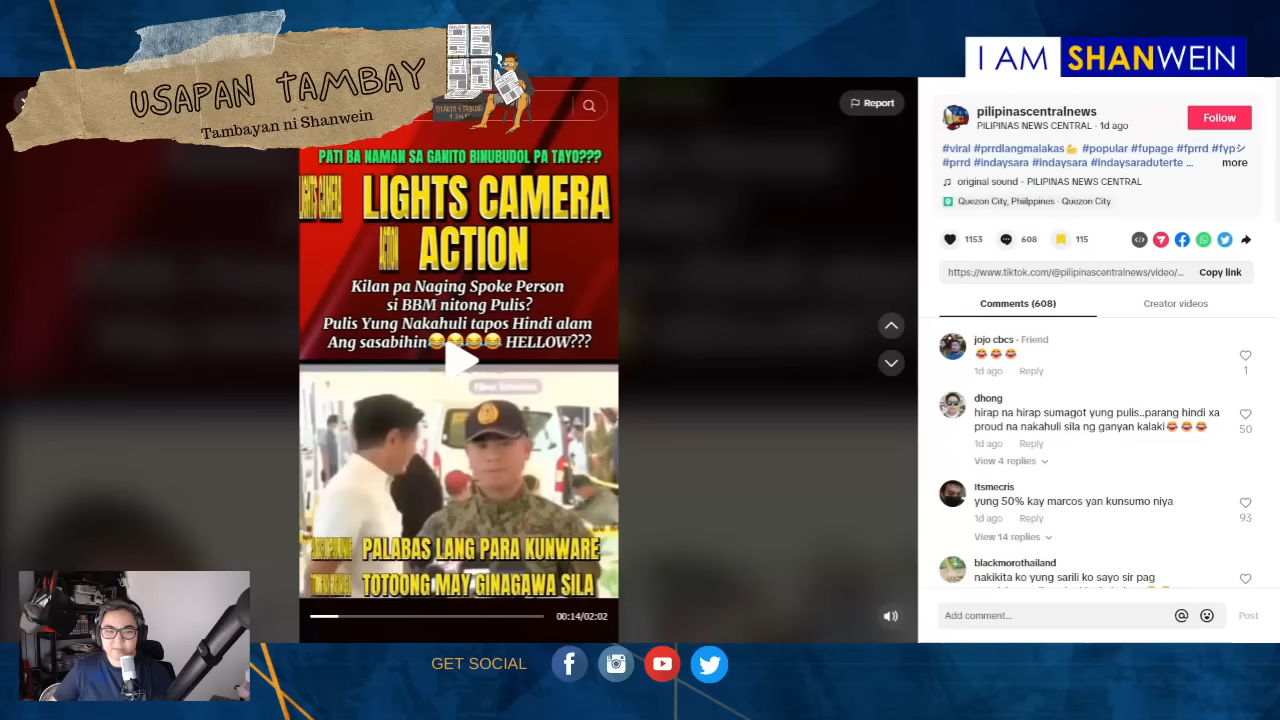 USAPAN TAMBAY
Tambayan ni Shanwein
I AM SHANWEIN
Report
PATI BA NAMAN SA GANITO BINUBUDOL PA TAYO???
LIGHTS CAMERA
ACTION
Kilan pa Naging Spoke Person
si BBM nitong Pulis?
Pulis Yung Nakahuli tapos Hindi alam
Ang sasabihin😂😂😂😂 HELLOW???
PALABAS LANG PARA KUNWARE
TOTOONG MAY GINAGAWA SILA
00:14/02:02
pilipinascentralnews
PILIPINAS NEWS CENTRAL · 1d ago
Follow
#viral #prrdlangmalakas💪 #popular #fupage #fprrd #fypシ
#prrd #indaysara #indaysara #indaysaraduterte ... more
original sound - PILIPINAS NEWS CENTRAL
Quezon City, Philippines · Quezon City
1153 608 115
https://www.tiktok.com/@pilipinascentralnews/video/... Copy link
Comments (608) Creator videos
jojo cbcs · Friend
😂😂😂
1d ago Reply 1
dhong
hirap na hirap sumagot yung pulis..parang hindi xa
proud na nakahuli sila ng ganyan kalaki😂😂😂
50
1d ago Reply
View 4 replies
Itsmecris
yung 50% kay marcos yan kunsumo niya
1d ago Reply 93
View 14 replies
blackmorothailand
nakikita ko yung sarili ko sayo sir pag
Add comment... Post
GET SOCIAL